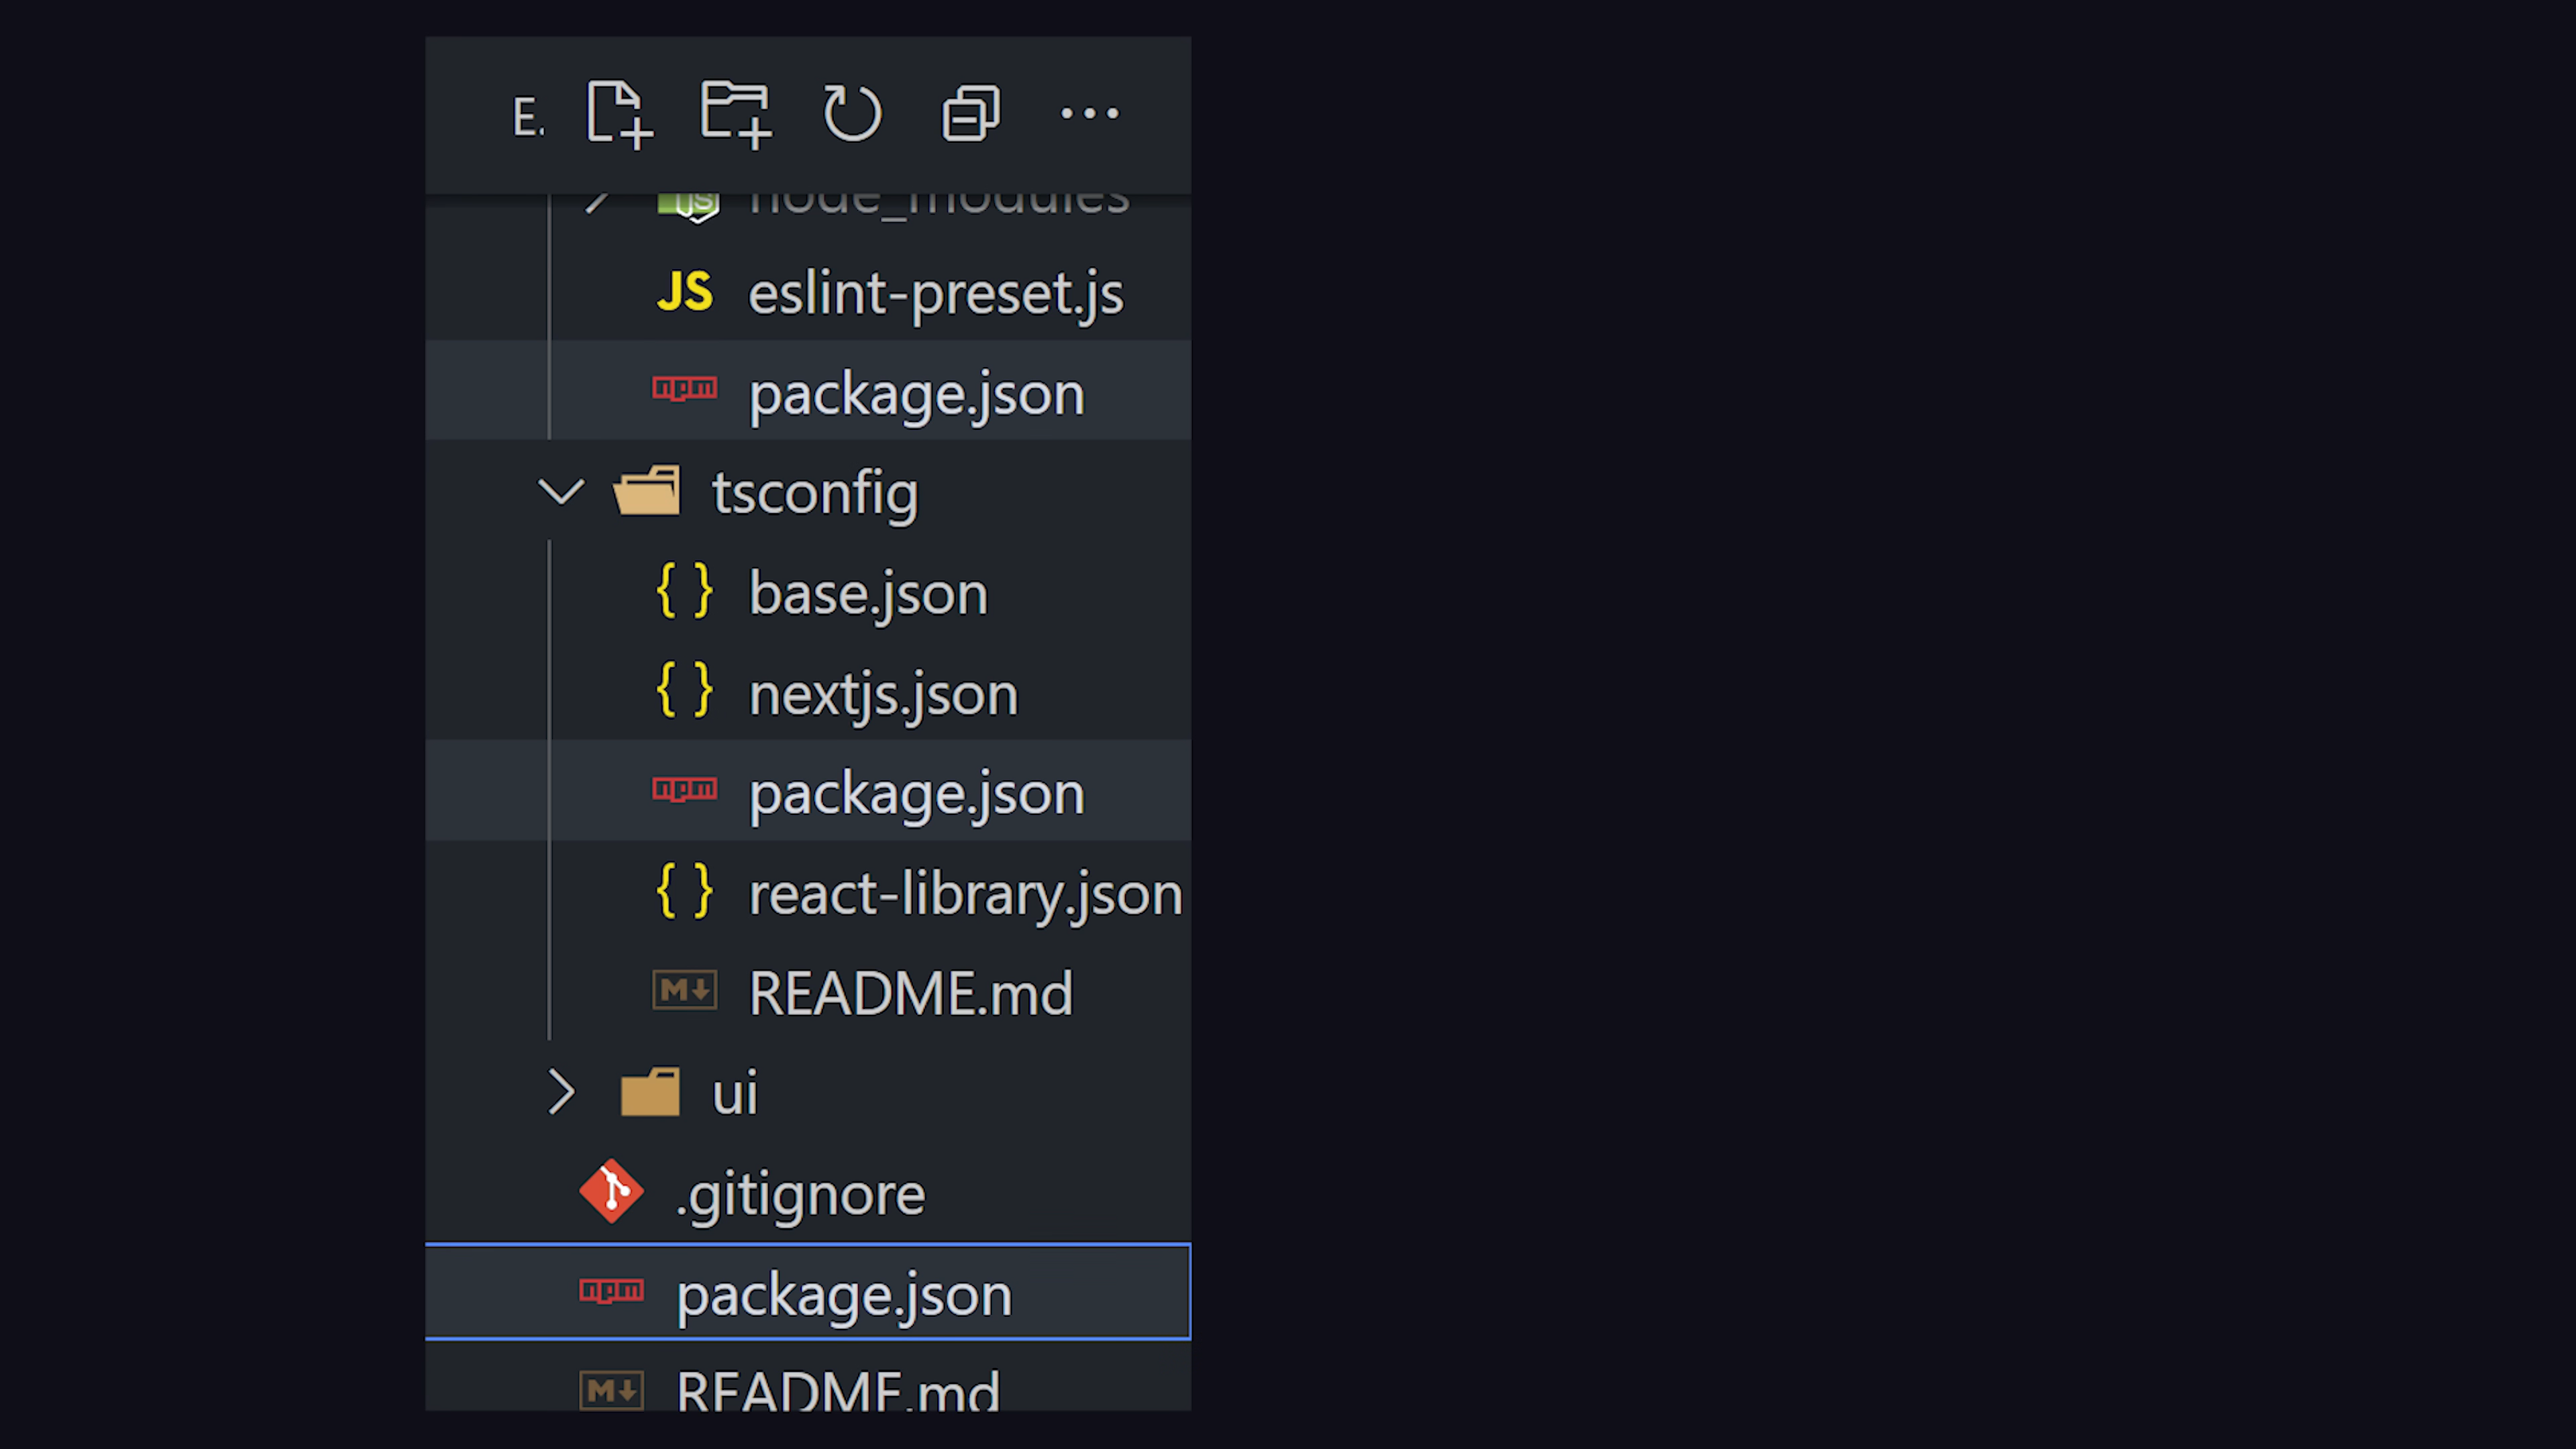 E.
node_modules
JS eslint-preset.js
npm package.json
tsconfig
{ } base.json
{ } nextjs.json
npm package.json
{ } react-library.json
M README.md
ui
.gitignore
npm package.json
M README.md